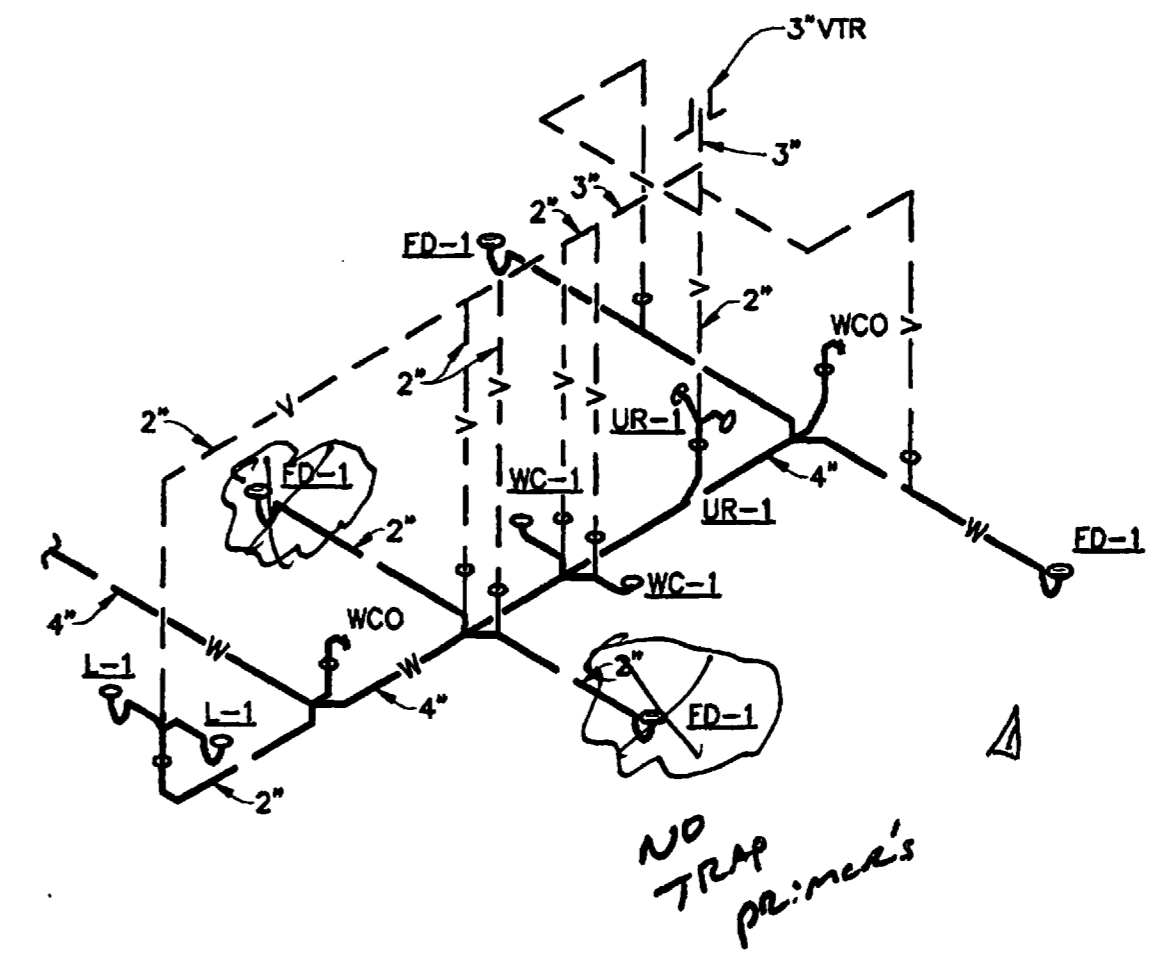 3"VTR
3"
3"
2"
FD-1
V
2"
WCO
V
2"
V
V
V
V
UR-1
2"
V
FD-1
WC-1
4"
UR-1
2"
W
FD-1
WC-1
4"
WCO
W
W
2"
L-1
4"
L-1
FD-1
2"
NO
TRAP
primer's